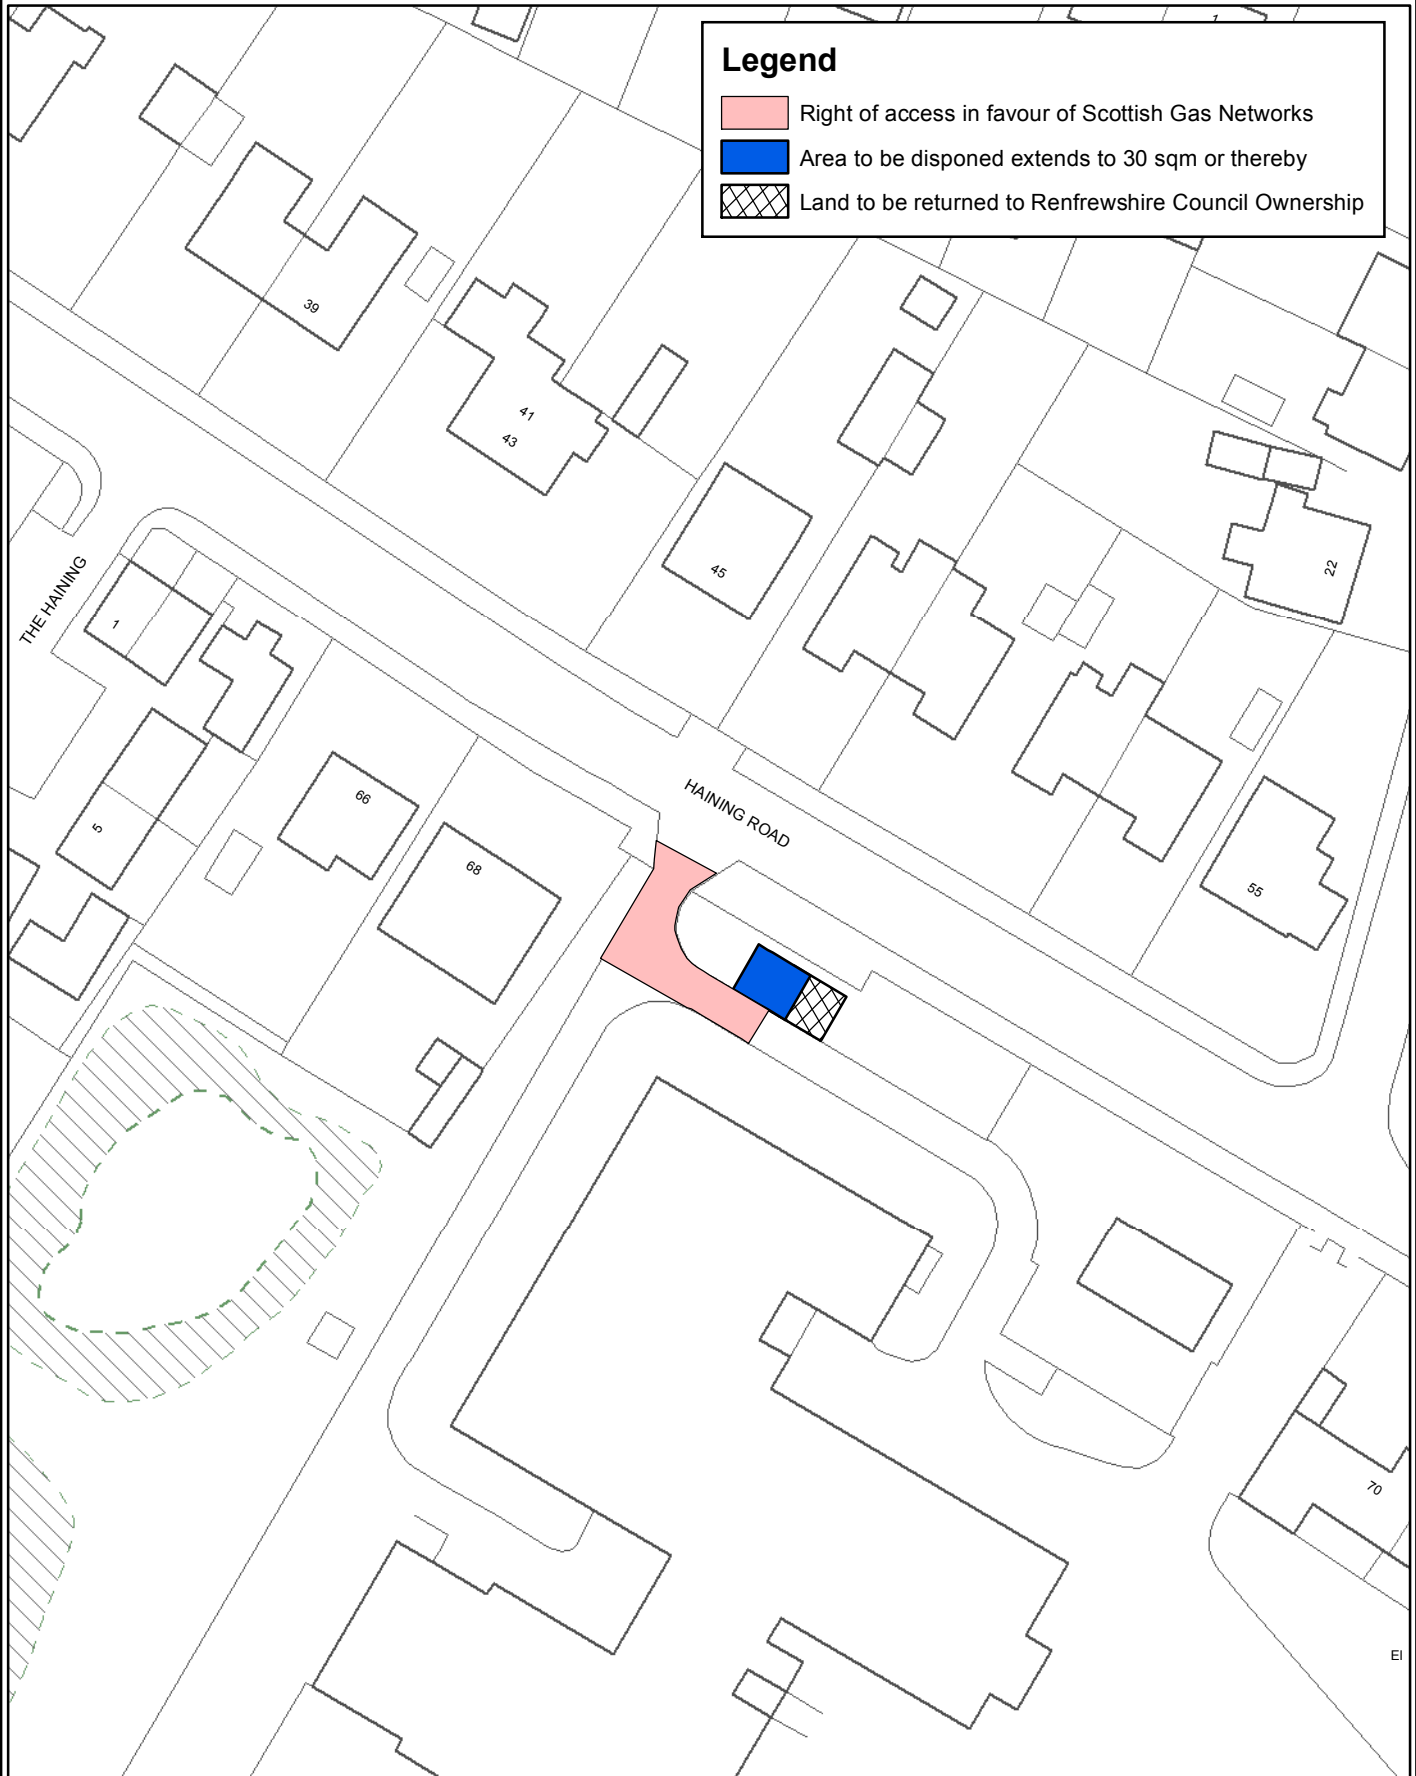 1
Legend
Right of access in favour of Scottish Gas Networks
Area to be disponed extends to 30 sqm or thereby
Land to be returned to Renfrewshire Council Ownership
39
41
43
45
22
THE HAINING
1
5
66
68
HAINING ROAD
55
70
El